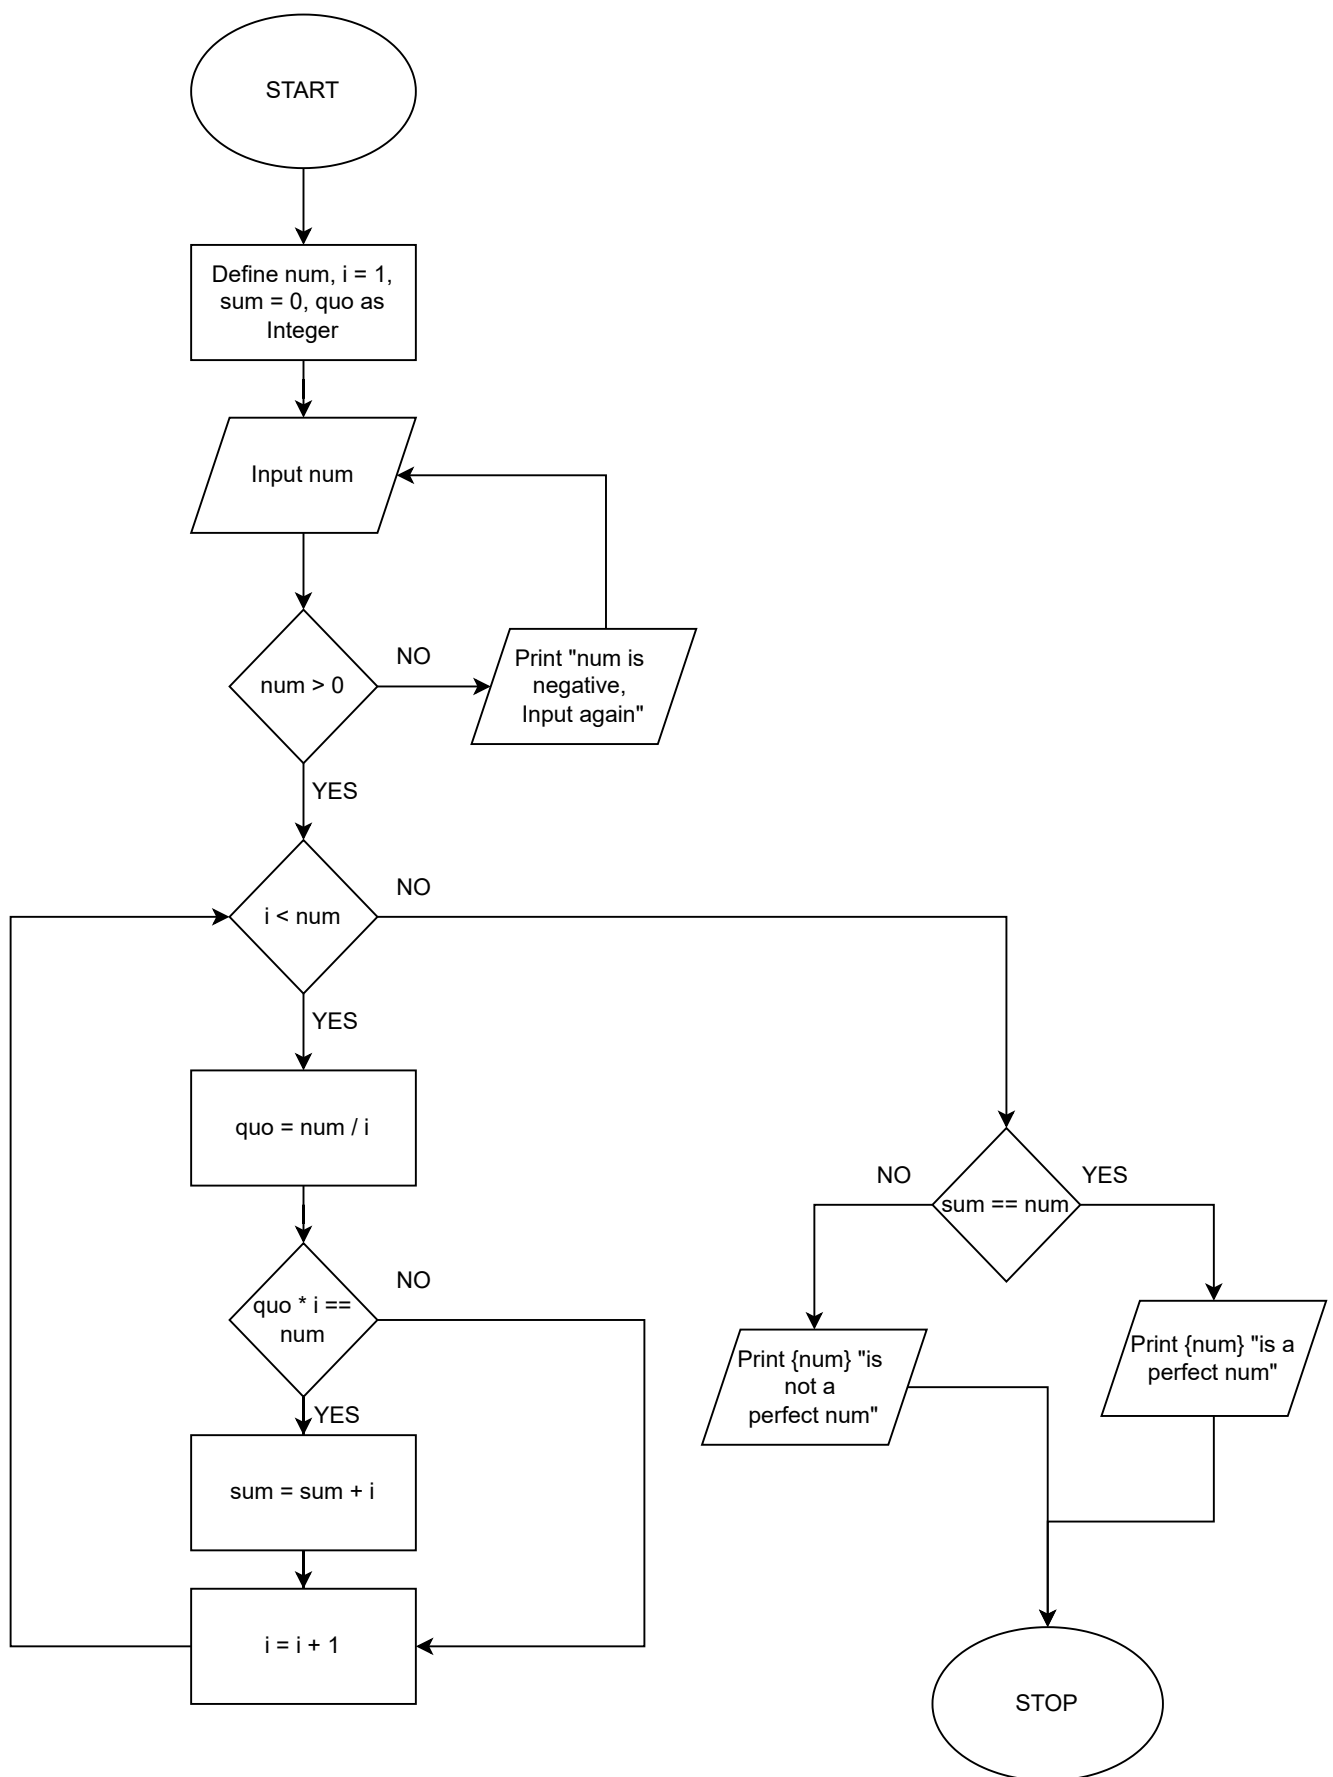 START
Define num, i = 1,
sum = 0, quo as
Integer
Input num
num > 0
NO
Print "num is
negative,
Input again"
YES
i < num
NO
YES
quo = num / i
quo * i ==
num
NO
YES
sum = sum + i
i = i + 1
sum == num
NO
YES
Print {num} "is
not a
perfect num"
Print {num} "is a
perfect num"
STOP